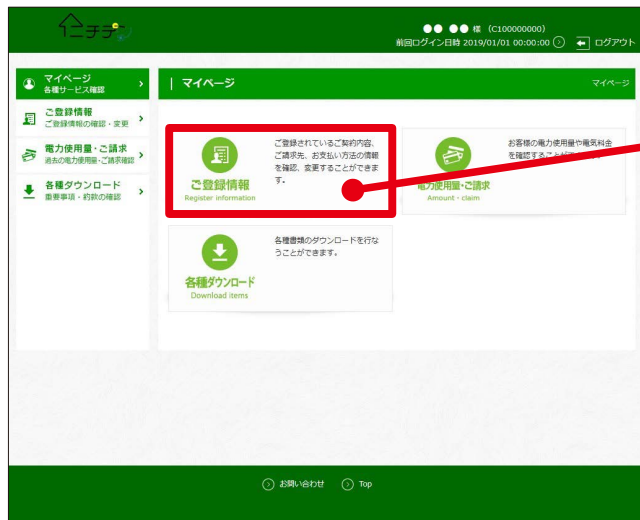 ニチデン
●● ●● 様 （C100000000）
前回ログイン日時 2019/01/01 00:00:00
ログアウト
マイページ
各種サービス確認
ご登録情報
ご登録情報の確認・変更
電力使用量・ご請求
過去の電力使用量・ご請求確認
各種ダウンロード
重要事項・約款の確認
マイページ
マイページ
ご登録情報
Register information
ご登録されているご契約内容、
ご請求先、お支払い方法の情報
を確認、変更することができま
す。
電力使用量・ご請求
Amount・claim
お客様の電力使用量や電気料金
を確認すること
各種ダウンロード
Download items
各種書類のダウンロードを行な
うことができます。
お問い合わせ
Top